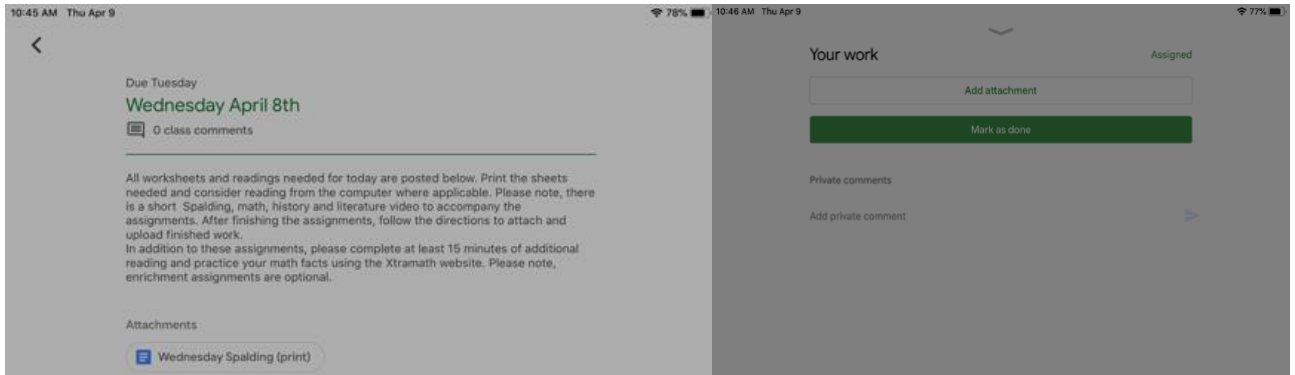 10:45 AM Thu Apr 9
78%
Due Tuesday
Wednesday April 8th
0 class comments
All worksheets and readings needed for today are posted below. Print the sheets
needed and consider reading from the computer where applicable. Please note, there
is a short Spalding, math, history and literature video to accompany the
assignments. After finishing the assignments, follow the directions to attach and
upload finished work.
In addition to these assignments, please complete at least 15 minutes of additional
reading and practice your math facts using the Xtramath website. Please note,
enrichment assignments are optional.
Attachments
Wednesday Spalding (print)
10:46 AM Thu Apr 9
77%
Your work
Assigned
Add attachment
Mark as done
Private comments
Add private comment